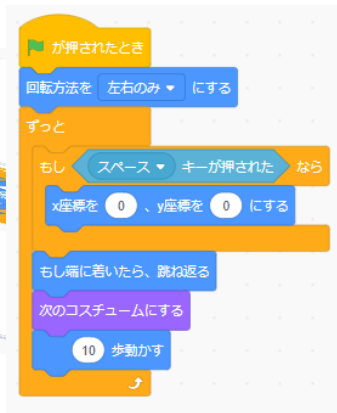 が押されたとき
回転方法を 左右のみ にする
ずっと
もし スペース キーが押された なら
x座標を 0 、y座標を 0 にする
もし端に着いたら、跳ね返る
次のコスチュームにする
10 歩動かす